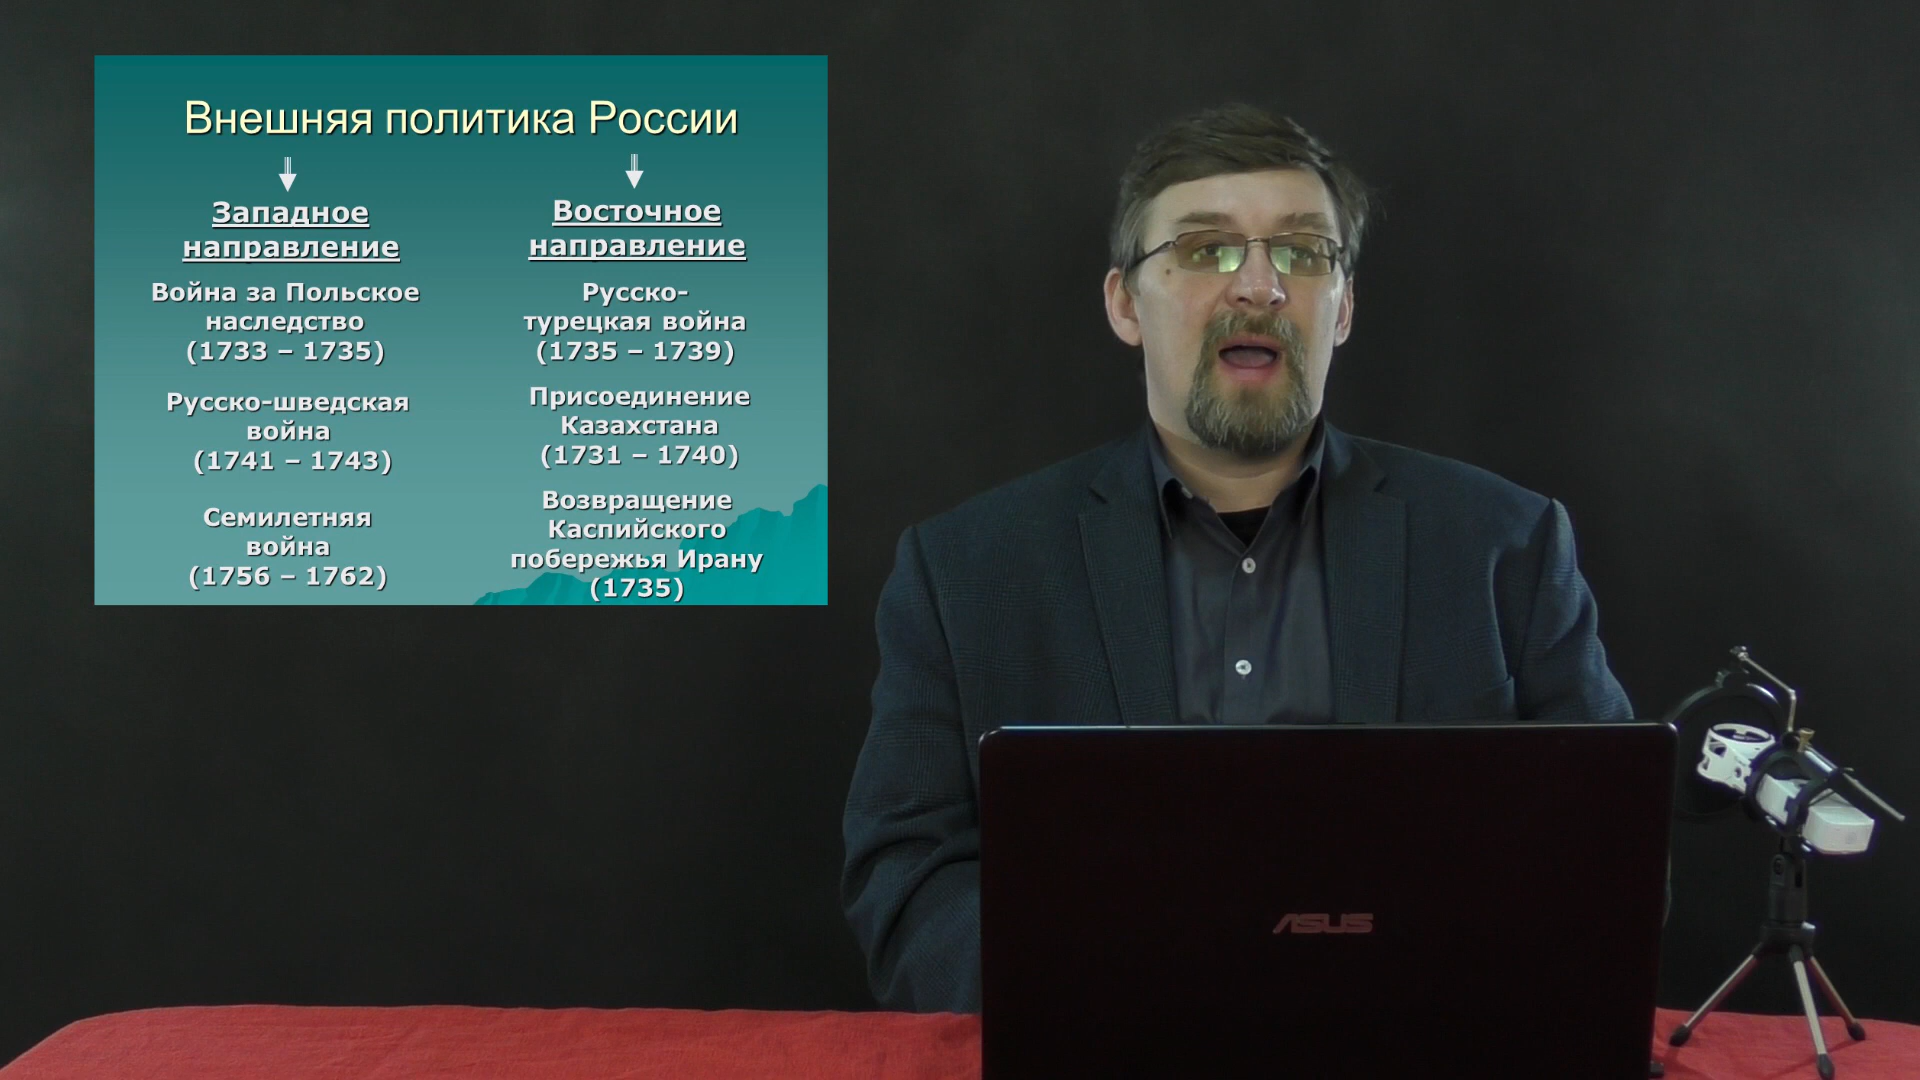 Внешняя политика России
Западное
направление
Война за Польское
наследство
(1733 – 1735)
Русско-шведская
война
(1741 – 1743)
Семилетняя
война
(1756 – 1762)
Восточное
направление
Русско-
турецкая война
(1735 – 1739)
Присоединение
Казахстана
(1731 – 1740)
Возвращение
Каспийского
побережья Ирану
(1735)
ASUS